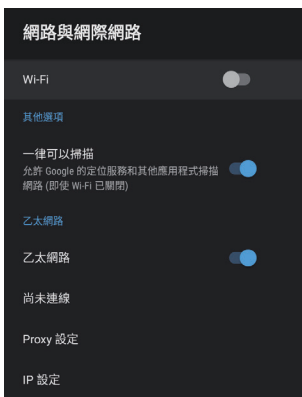 網路與網際網路
Wi-Fi
其他選項
一律可以掃描
允許 Google 的定位服務和其他應用程式掃描
網路 (即使 Wi-Fi 已關閉)
乙太網路
乙太網路
尚未連線
Proxy 設定
IP 設定